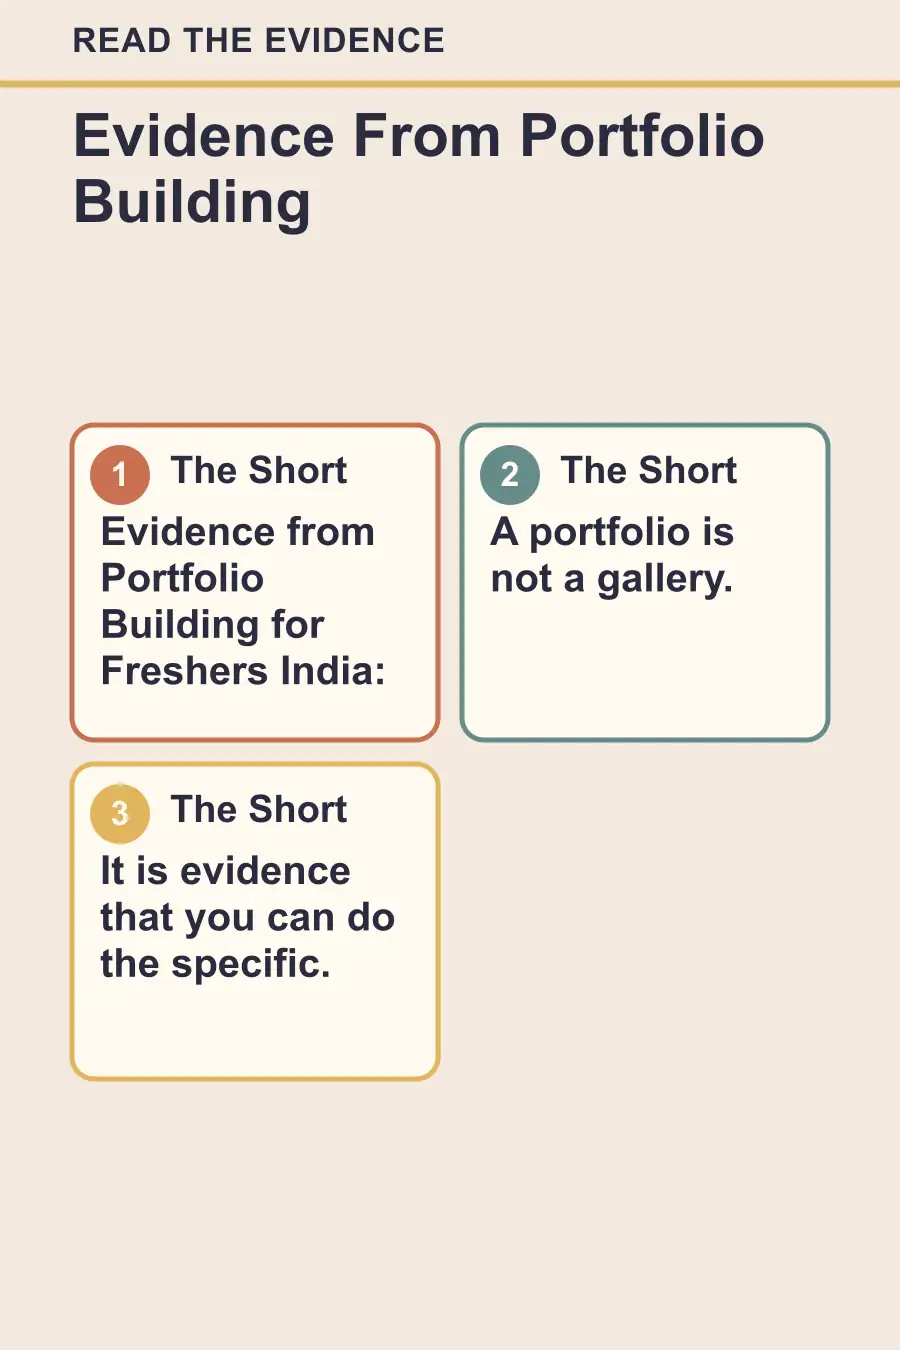 READ THE EVIDENCE
Evidence From Portfolio
Building
1 The Short
Evidence from
Portfolio
Building for
Freshers India:
2 The Short
A portfolio is
not a gallery.
3 The Short
It is evidence
that you can do
the specific.